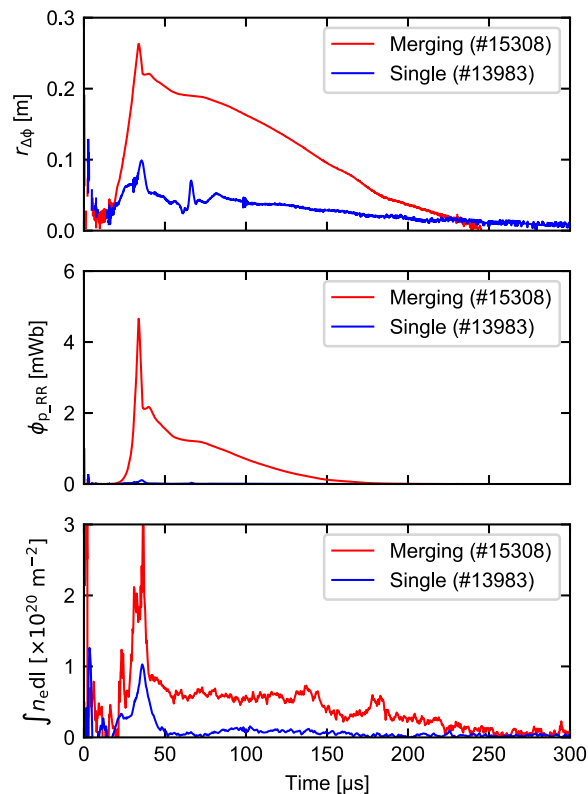 0.3
0.2
0.1
0.0
r_Δϕ [m]
Merging (#15308)
Single (#13983)
6
4
2
0
ϕ_p_RR [mWb]
Merging (#15308)
Single (#13983)
3
2
1
0
∫ n_e dl [×10²⁰ m⁻²]
Merging (#15308)
Single (#13983)
0 50 100 150 200 250 300
Time [µs]